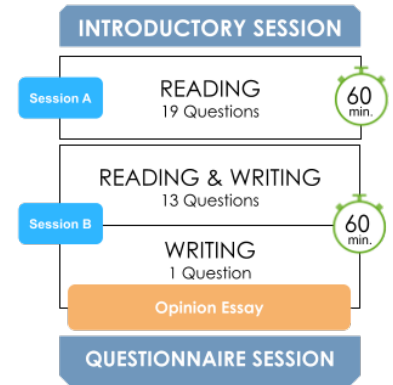 INTRODUCTORY SESSION
Session A
READING
19 Questions
60
min.
READING & WRITING
13 Questions
Session B
60
min.
WRITING
1 Question
Opinion Essay
QUESTIONNAIRE SESSION